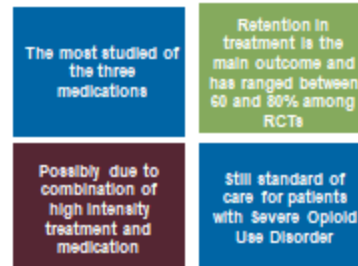 The most studied of
the three
medications
Retention in
treatment is the
main outcome and
has ranged between
60 and 80% among
RCTs
Possibly due to
combination of
high intensity
treatment and
medication
Still standard of
care for patients
with Severe Opioid
Use Disorder